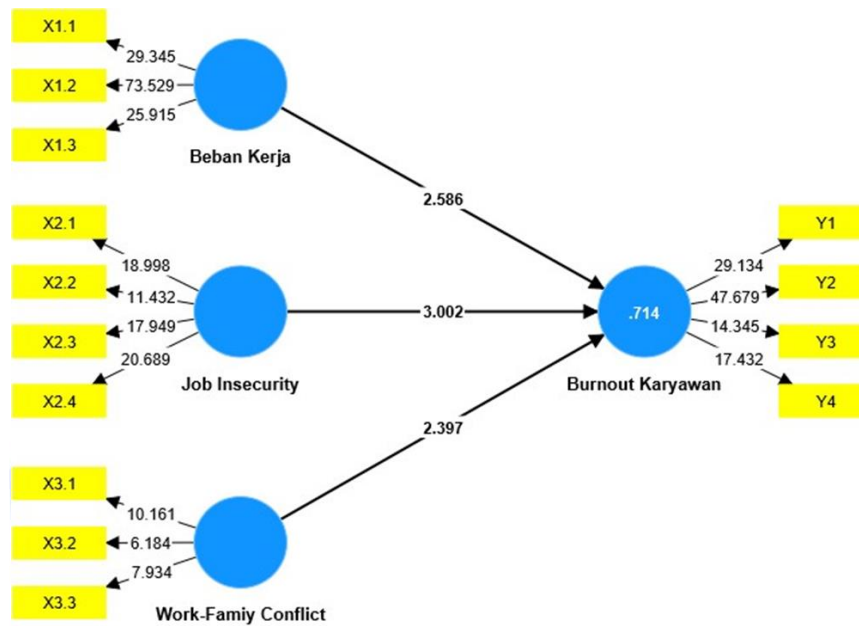 X1.1
29.345
X1.2
73.529
25.915
X1.3
Beban Kerja
2.586
X2.1
18.998
X2.2
11.432
X2.3
17.949
20.689
X2.4
Job Insecurity
3.002
X3.1
10.161
X3.2
6.184
7.934
X3.3
Work-Famiy Conflict
2.397
.714
Burnout Karyawan
Y1
29.134
Y2
47.679
14.345
Y3
17.432
Y4